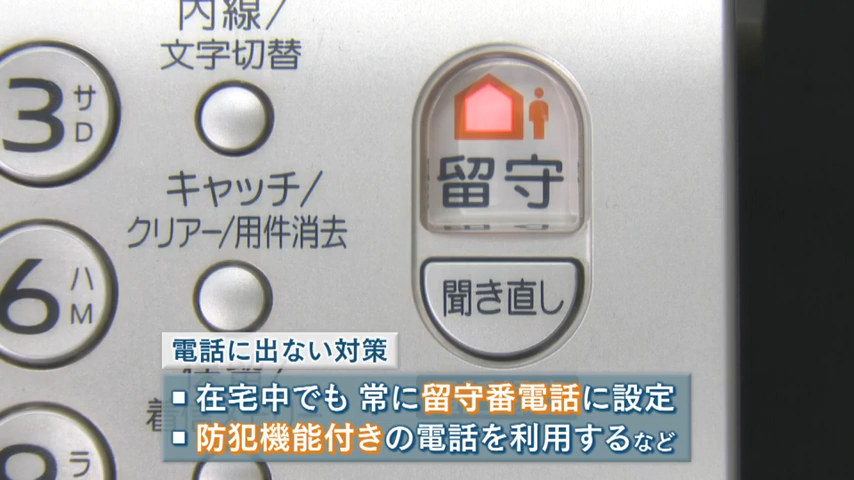 内線/
文字切替
3 サ D
留守
キャッチ/
クリアー/用件消去
6 ハ M
聞き直し
電話に出ない対策
▪ 在宅中でも 常に留守番電話に設定
▪ 防犯機能付きの電話を利用するなど
9 ラ